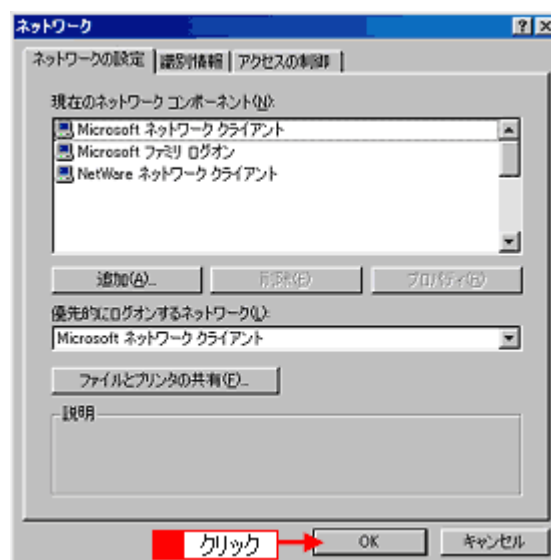 ネットワーク
ネットワークの設定 識別情報 アクセスの制御
現在のネットワーク コンポーネント(N):
Microsoft ネットワーク クライアント
Microsoft ファミリ ログオン
NetWare ネットワーク クライアント
追加(A)... 削除(E) プロパティ(R)
優先的にログオンするネットワーク(L):
Microsoft ネットワーク クライアント
ファイルとプリンタの共有(F)...
説明
クリック OK キャンセル